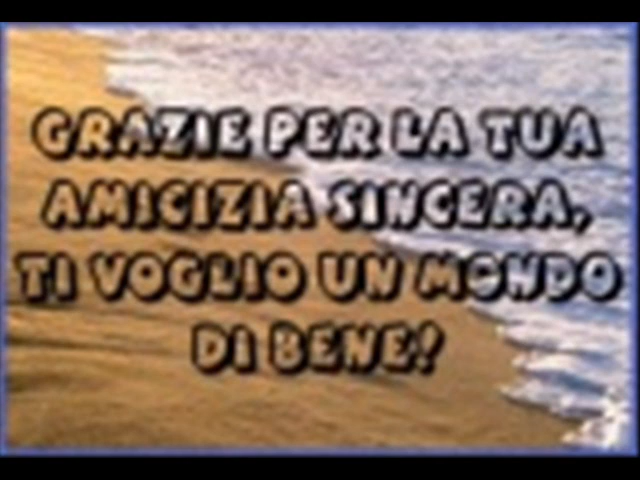 GRAZIE PER LA TUA
AMICIZIA SINCERA,
TI VOGLIO UN MONDO
DI BENE!